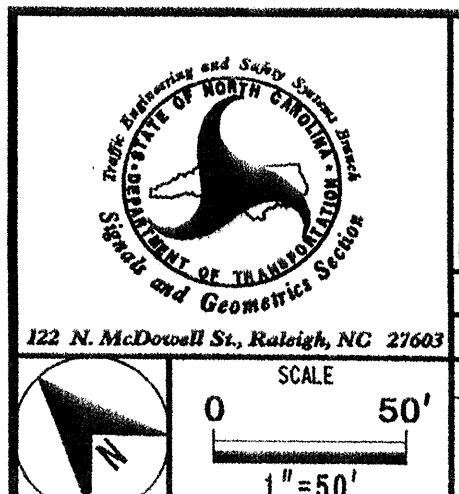 Traffic Engineering and Safety Systems Branch
STATE OF NORTH CAROLINA
DEPARTMENT OF TRANSPORTATION
Signals and Geometrics Section
122 N. McDowell St., Raleigh, NC 27603
SCALE
0 50'
N
1"=50'